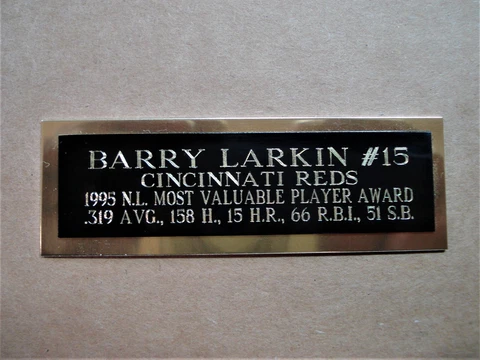 BARRY LARKIN #15
CINCINNATI REDS
1995 N.L. MOST VALUABLE PLAYER AWARD
.319 AVG., 158 H., 15 H.R., 66 R.B.I., 51 S.B.